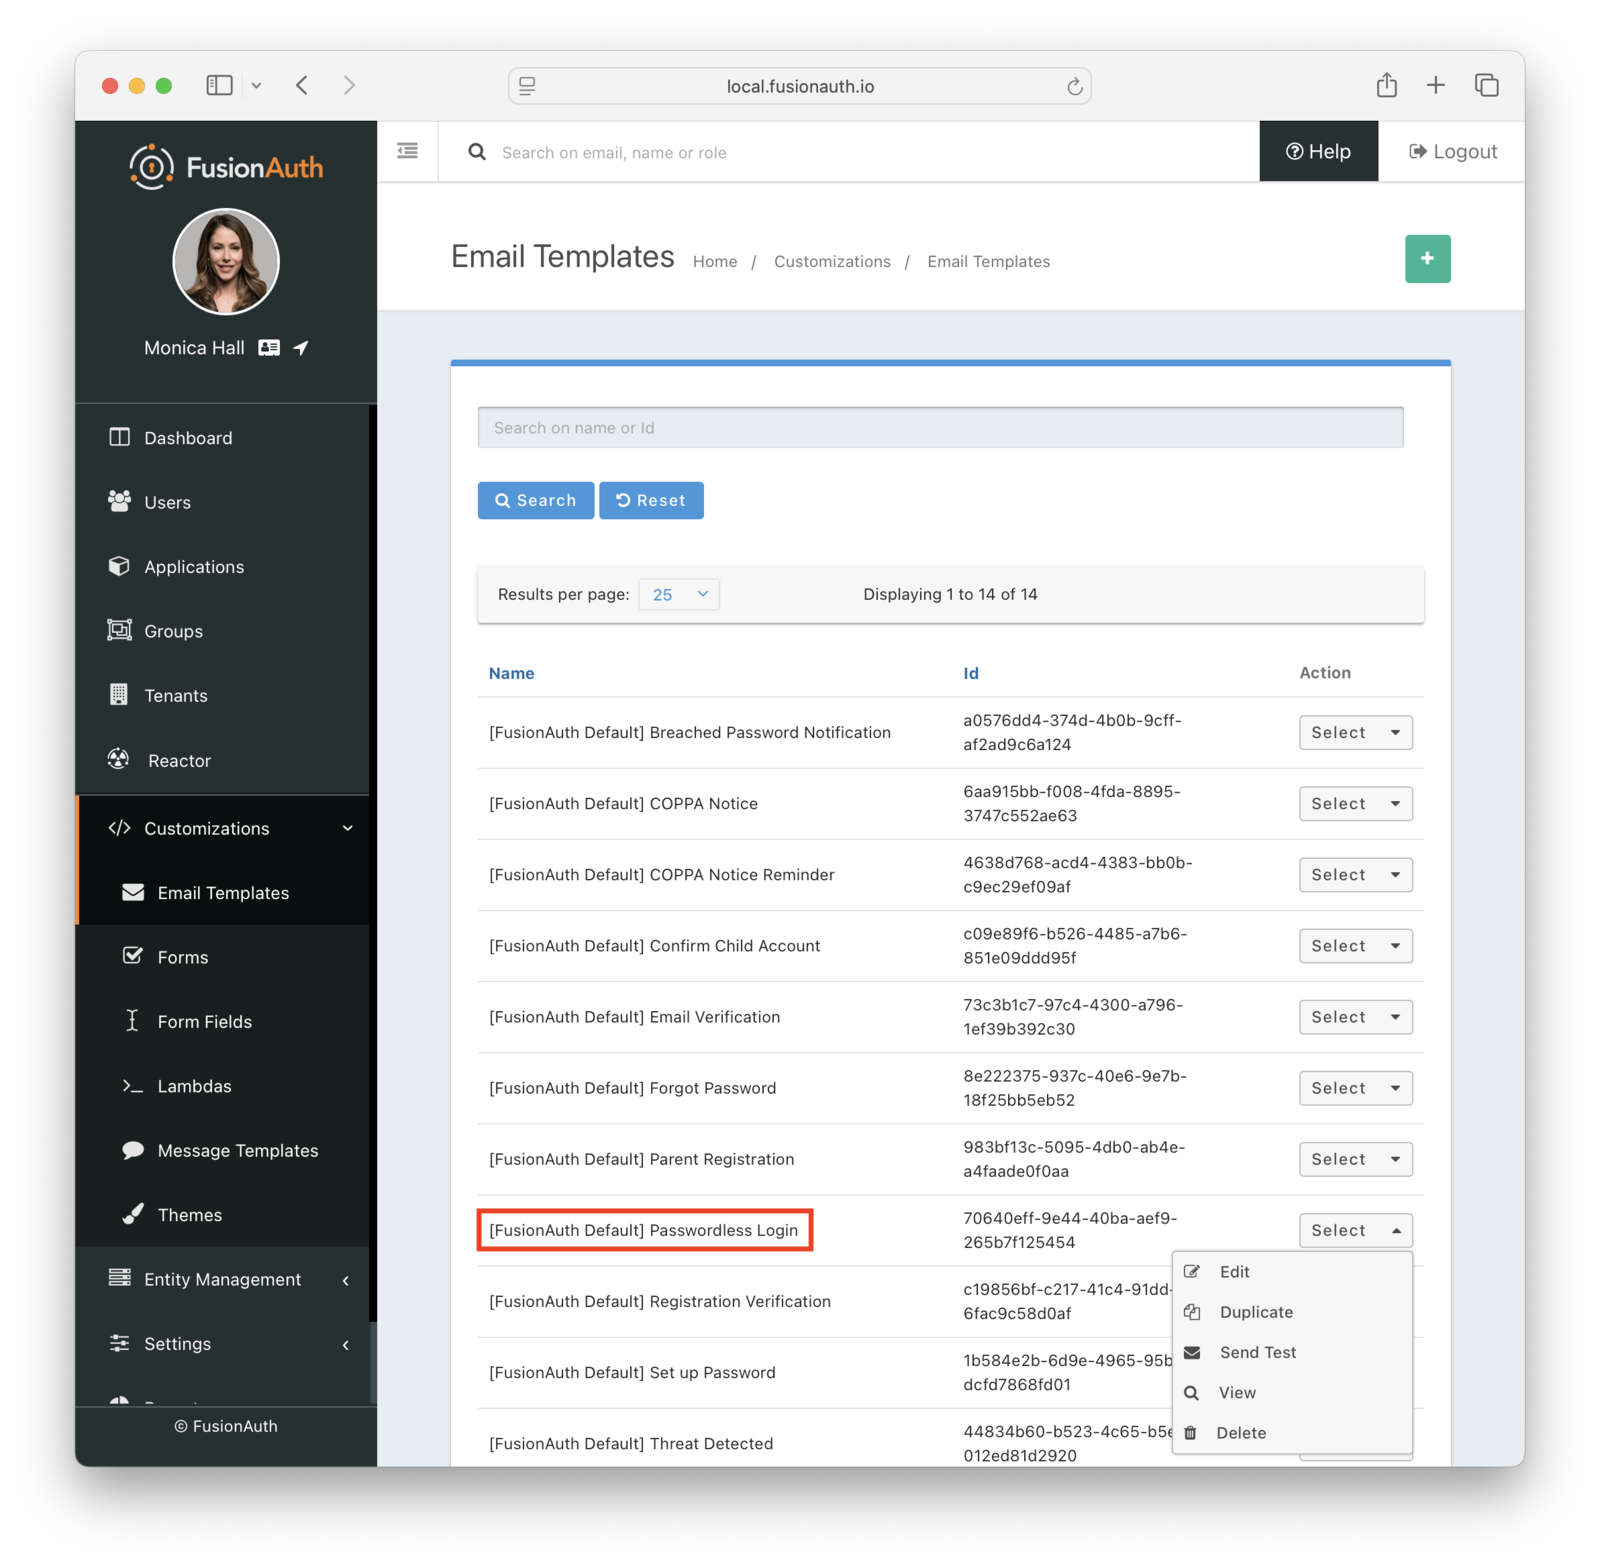 local.fusionauth.io
FusionAuth
Search on email, name or role
Help
Logout
Monica Hall
Dashboard
Users
Applications
Groups
Tenants
Reactor
Customizations
Email Templates
Forms
Form Fields
Lambdas
Message Templates
Themes
Entity Management
Settings
© FusionAuth
Email Templates
Home / Customizations / Email Templates
Search on name or Id
Search
Reset
Results per page: 25
Displaying 1 to 14 of 14
Name Id Action
[FusionAuth Default] Breached Password Notification
a0576dd4-374d-4b0b-9cff-
af2ad9c6a124
Select
[FusionAuth Default] COPPA Notice
6aa915bb-f008-4fda-8895-
3747c552ae63
Select
[FusionAuth Default] COPPA Notice Reminder
4638d768-acd4-4383-bb0b-
c9ec29ef09af
Select
[FusionAuth Default] Confirm Child Account
c09e89f6-b526-4485-a7b6-
851e09ddd95f
Select
[FusionAuth Default] Email Verification
73c3b1c7-97c4-4300-a796-
1ef39b392c30
Select
[FusionAuth Default] Forgot Password
8e222375-937c-40e6-9e7b-
18f25bb5eb52
Select
[FusionAuth Default] Parent Registration
983bf13c-5095-4db0-ab4e-
a4faade0f0aa
Select
[FusionAuth Default] Passwordless Login
70640eff-9e44-40ba-aef9-
265b7f125454
Select
Edit
Duplicate
Send Test
View
Delete
[FusionAuth Default] Registration Verification
c19856bf-c217-41c4-91dd-
6fac9c58d0af
[FusionAuth Default] Set up Password
1b584e2b-6d9e-4965-95b
dcfd7868fd01
[FusionAuth Default] Threat Detected
44834b60-b523-4c65-b5e
012ed81d2920